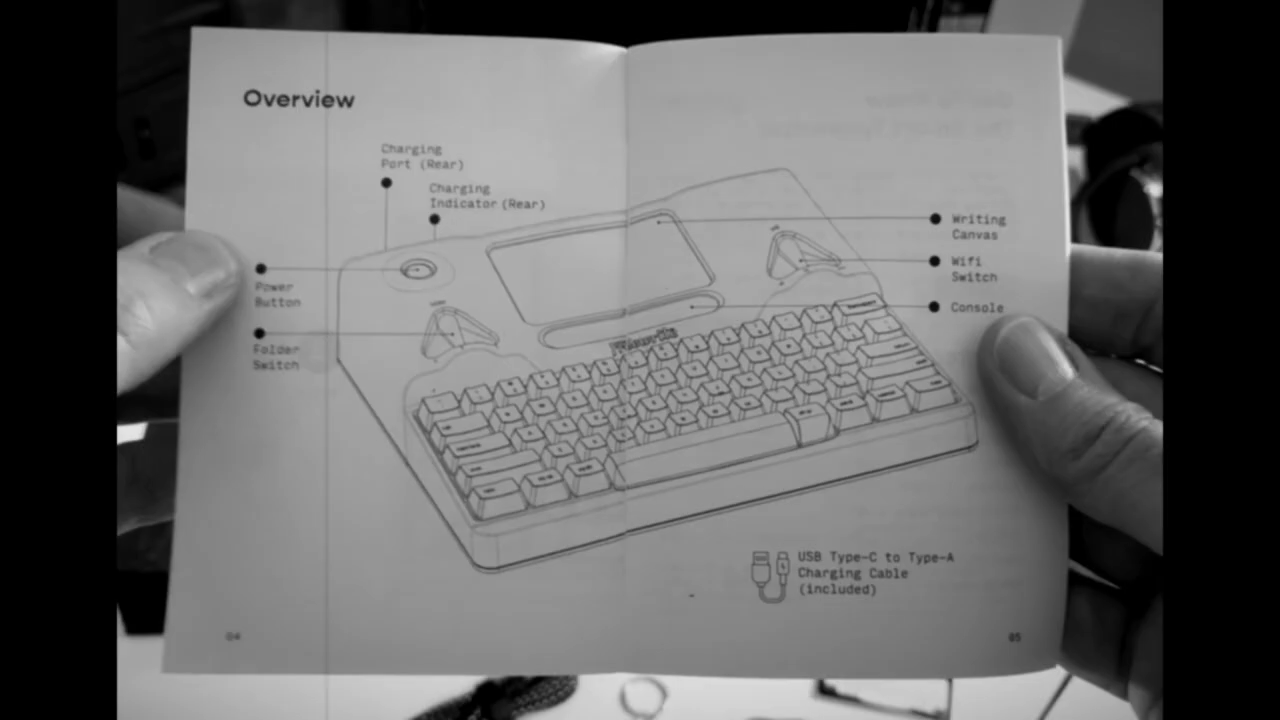 Overview
Charging
Port (Rear)
Charging
Indicator (Rear)
Power
Button
Folder
Switch
Writing
Canvas
Wifi
Switch
Console
USB Type-C to Type-A
Charging Cable
(included)
04
05